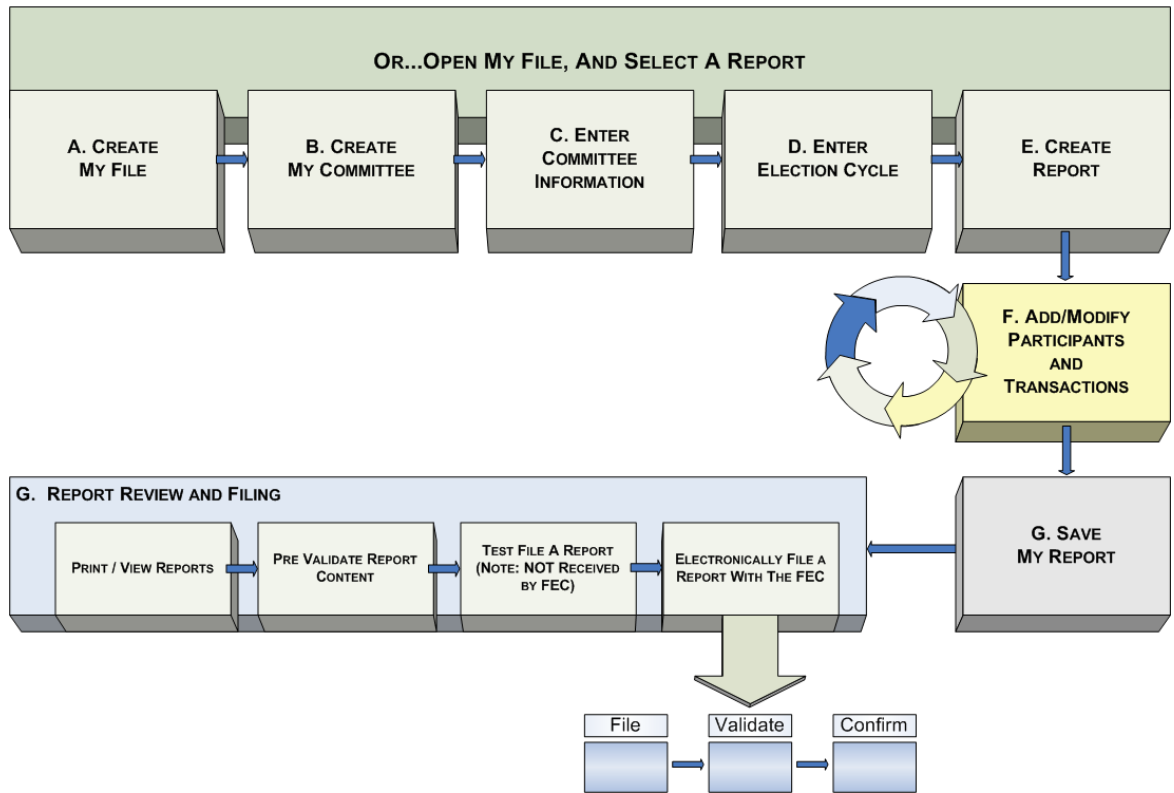 OR...OPEN MY FILE, AND SELECT A REPORT
A. CREATE
MY FILE
B. CREATE
MY COMMITTEE
C. ENTER
COMMITTEE
INFORMATION
D. ENTER
ELECTION CYCLE
E. CREATE
REPORT
F. ADD/MODIFY
PARTICIPANTS
AND
TRANSACTIONS
G. SAVE
MY REPORT
G. REPORT REVIEW AND FILING
PRINT / VIEW REPORTS
PRE VALIDATE REPORT
CONTENT
TEST FILE A REPORT
(NOTE: NOT RECEIVED
BY FEC)
ELECTRONICALLY FILE A
REPORT WITH THE FEC
File
Validate
Confirm